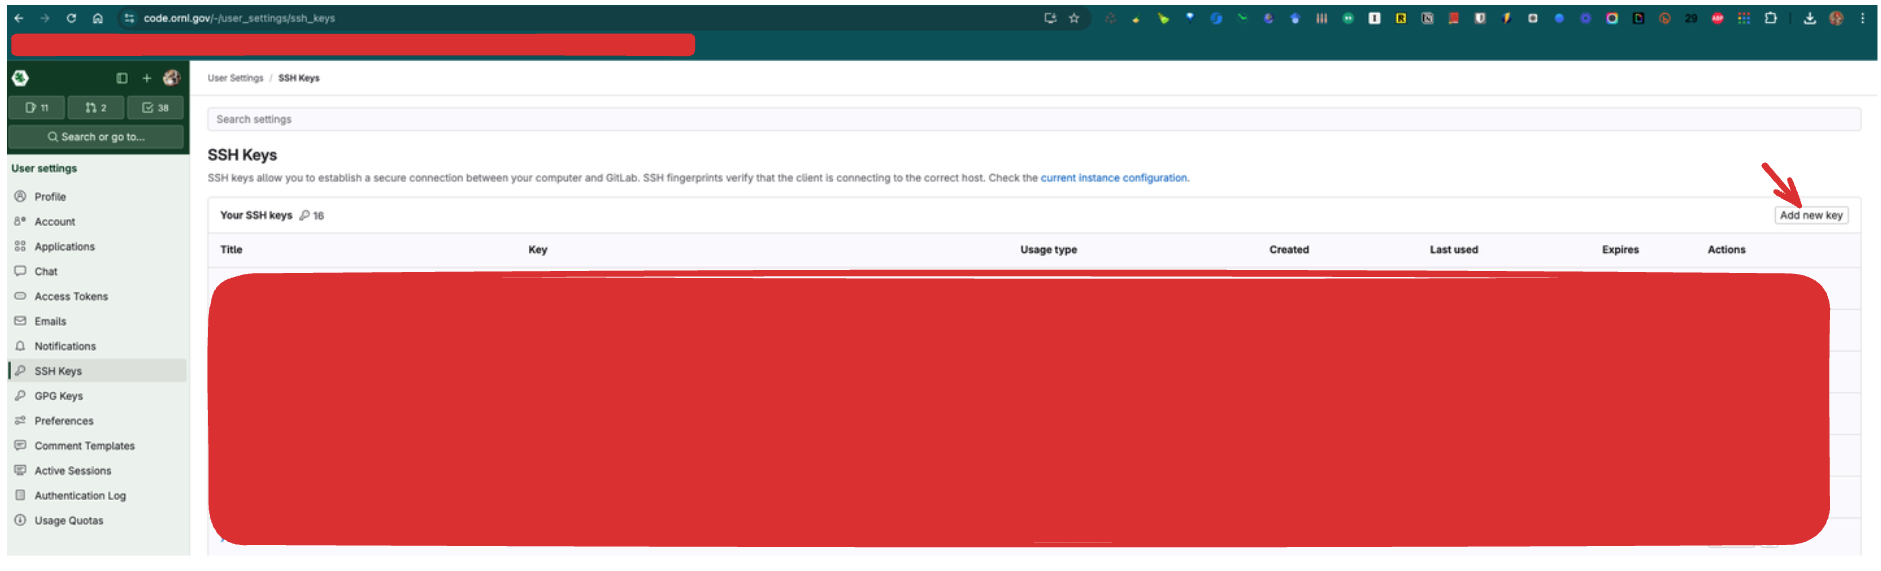 code.ornl.gov/-/user_settings/ssh_keys
29
User Settings / SSH Keys
11 2 38
Search or go to...
Search settings
User settings
Profile
Account
Applications
Chat
Access Tokens
Emails
Notifications
SSH Keys
GPG Keys
Preferences
Comment Templates
Active Sessions
Authentication Log
Usage Quotas
SSH Keys
SSH keys allow you to establish a secure connection between your computer and GitLab. SSH fingerprints verify that the client is connecting to the correct host. Check the current instance configuration.
Your SSH keys 16
Add new key
Title Key Usage type Created Last used Expires Actions